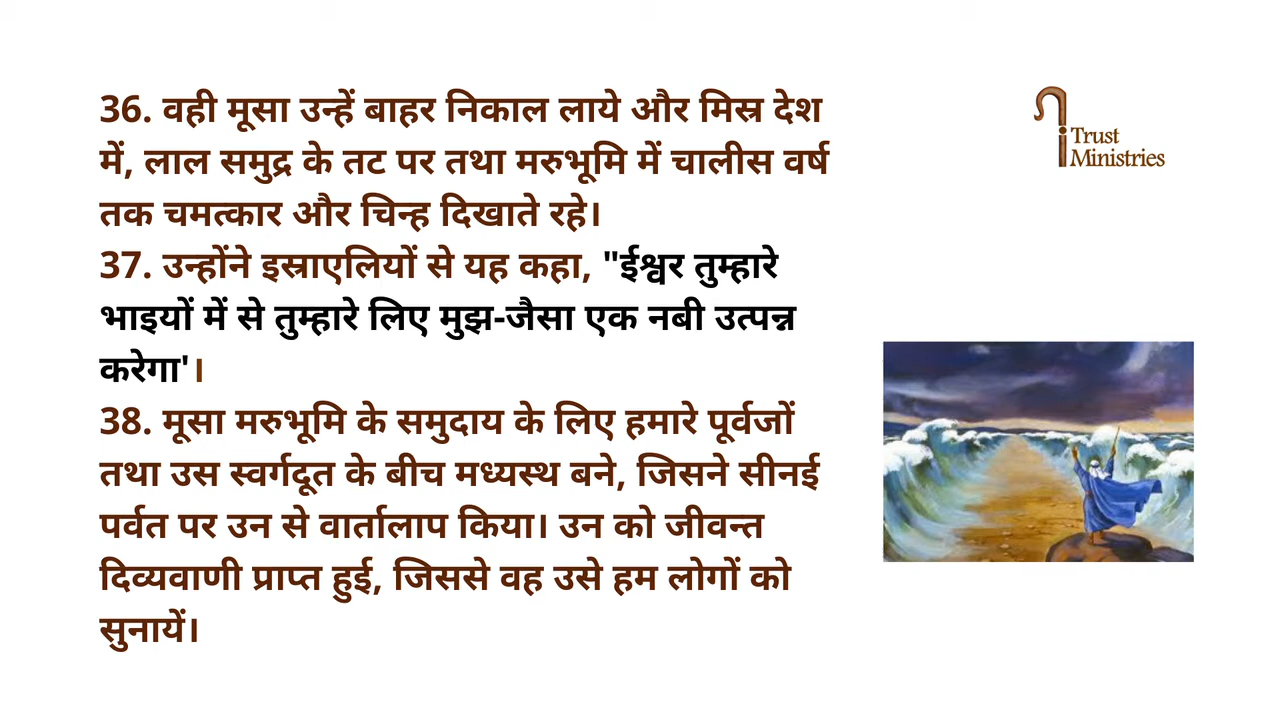 36. वही मूसा उन्हें बाहर निकाल लाये और मिस्र देश
में, लाल समुद्र के तट पर तथा मरुभूमि में चालीस वर्ष
तक चमत्कार और चिन्ह दिखाते रहे।
37. उन्होंने इस्राएलियों से यह कहा, "ईश्वर तुम्हारे
भाइयों में से तुम्हारे लिए मुझ-जैसा एक नबी उत्पन्न
करेगा'।
38. मूसा मरुभूमि के समुदाय के लिए हमारे पूर्वजों
तथा उस स्वर्गदूत के बीच मध्यस्थ बने, जिसने सीनई
पर्वत पर उन से वार्तालाप किया। उन को जीवन्त
दिव्यवाणी प्राप्त हुई, जिससे वह उसे हम लोगों को
सुनायें।
i Trust
Ministries